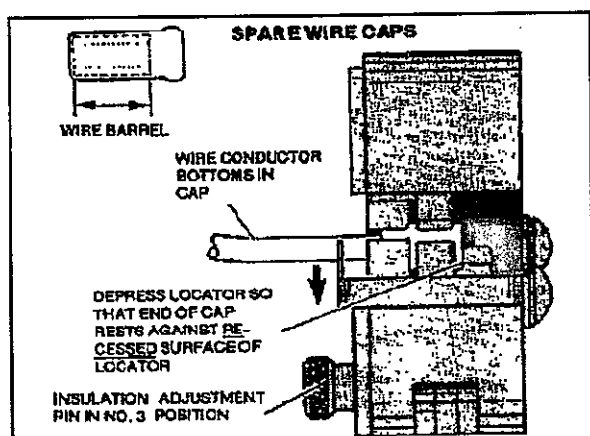 SPARE WIRE CAPS
WIRE BARREL
WIRE CONDUCTOR
BOTTOMS IN
CAP
DEPRESS LOCATOR SO
THAT END OF CAP
RESTS AGAINST RE-
CESSED SURFACE OF
LOCATOR
INSULATION ADJUSTMENT
PIN IN NO. 3 POSITION